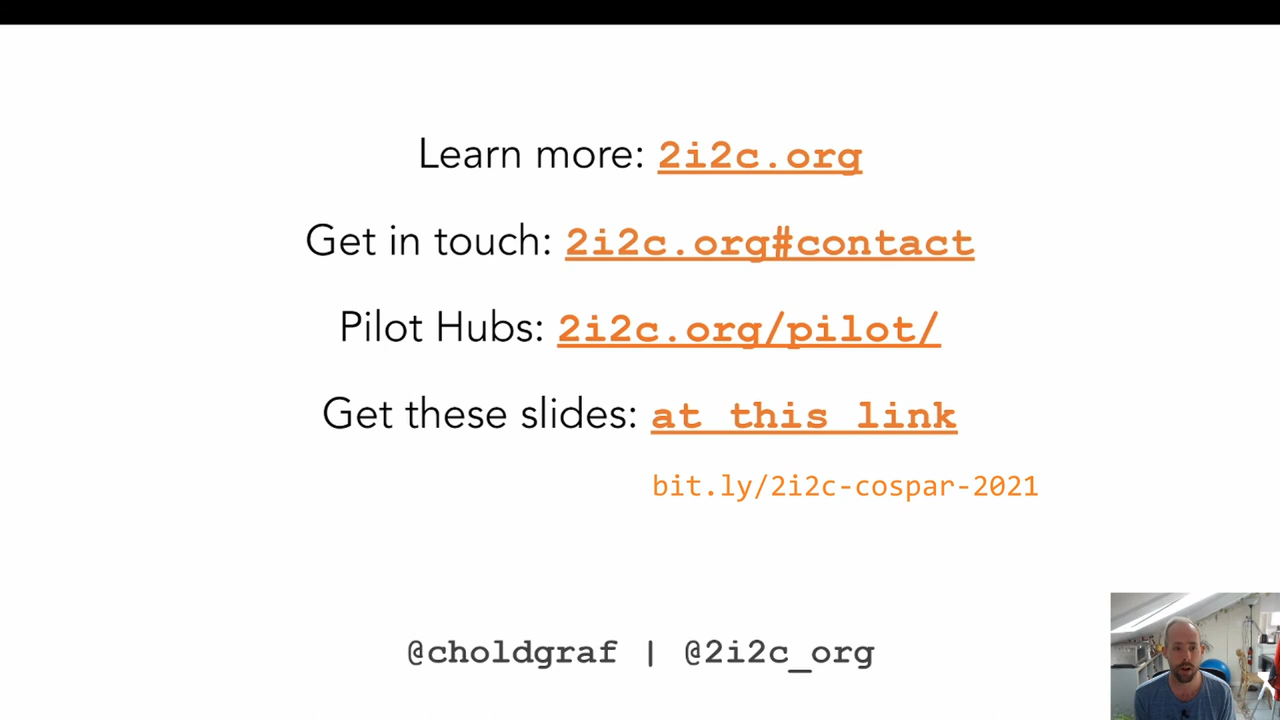 Learn more: 2i2c.org
Get in touch: 2i2c.org#contact
Pilot Hubs: 2i2c.org/pilot/
Get these slides: at this link
bit.ly/2i2c-cospar-2021
@choldgraf | @2i2c_org